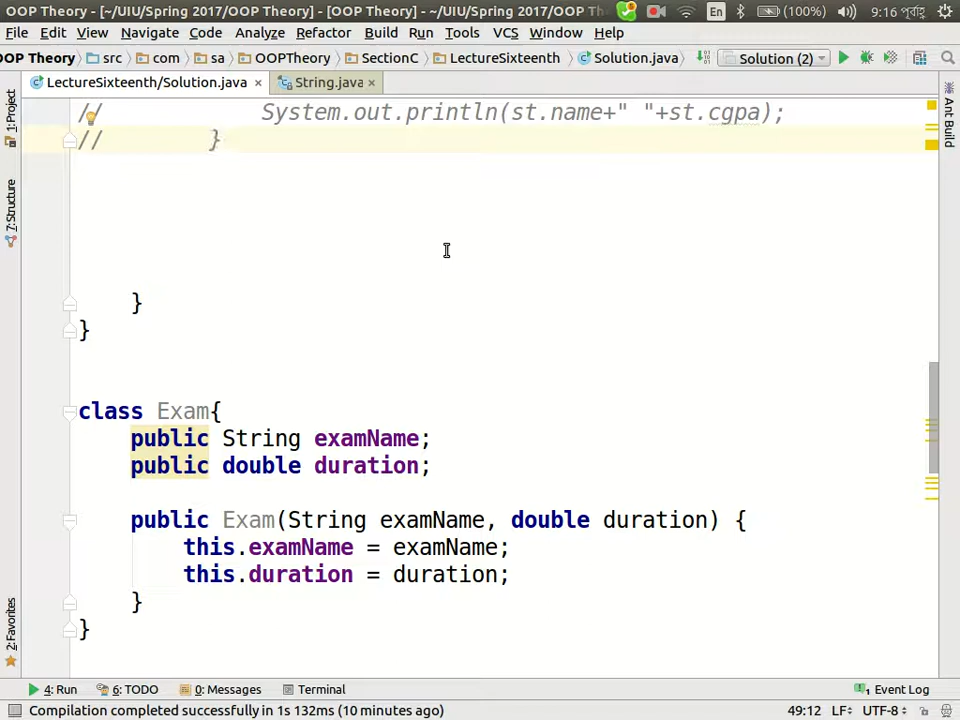 OOP Theory - [~/UIU/Spring 2017/OOP Theory] - [OOP Theory] - ~/UIU/Spring 2017/OOP Th
En (100%) 9:16 পূর্বাহ্ণ
File Edit View Navigate Code Analyze Refactor Build Run Tools VCS Window Help
OOP Theory src com sa OOPTheory SectionC LectureSixteenth Solution.java Solution (2)
LectureSixteenth/Solution.java × String.java ×
// System.out.println(st.name+" "+st.cgpa);
// }
}
}
class Exam{
public String examName;
public double duration;
public Exam(String examName, double duration) {
this.examName = examName;
this.duration = duration;
}
}
1: Project
7: Structure
2: Favorites
Ant Build
4: Run 6: TODO 0: Messages Terminal 1 Event Log
Compilation completed successfully in 1s 132ms (10 minutes ago) 49:12 LF÷ UTF-8÷